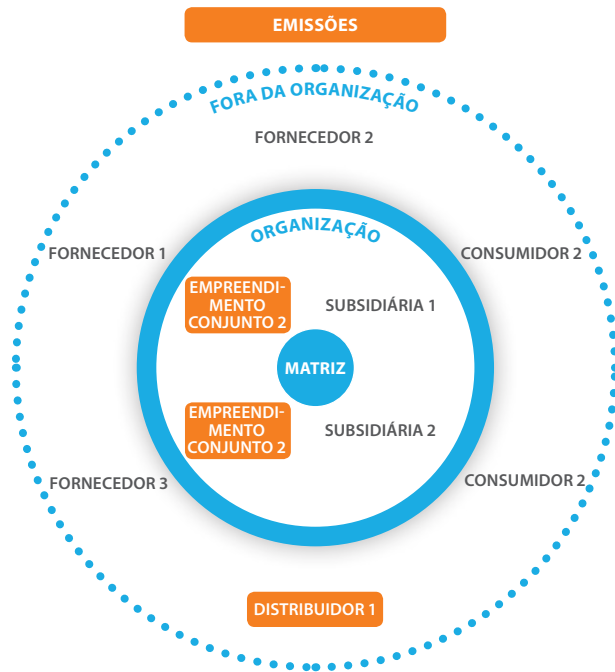 EMISSÕES
FORA DA ORGANIZAÇÃO
FORNECEDOR 2
ORGANIZAÇÃO
FORNECEDOR 1
CONSUMIDOR 2
EMPREENDI-
MENTO
CONJUNTO 2
SUBSIDIÁRIA 1
MATRIZ
EMPREENDI-
MENTO
CONJUNTO 2
SUBSIDIÁRIA 2
FORNECEDOR 3
CONSUMIDOR 2
DISTRIBUIDOR 1